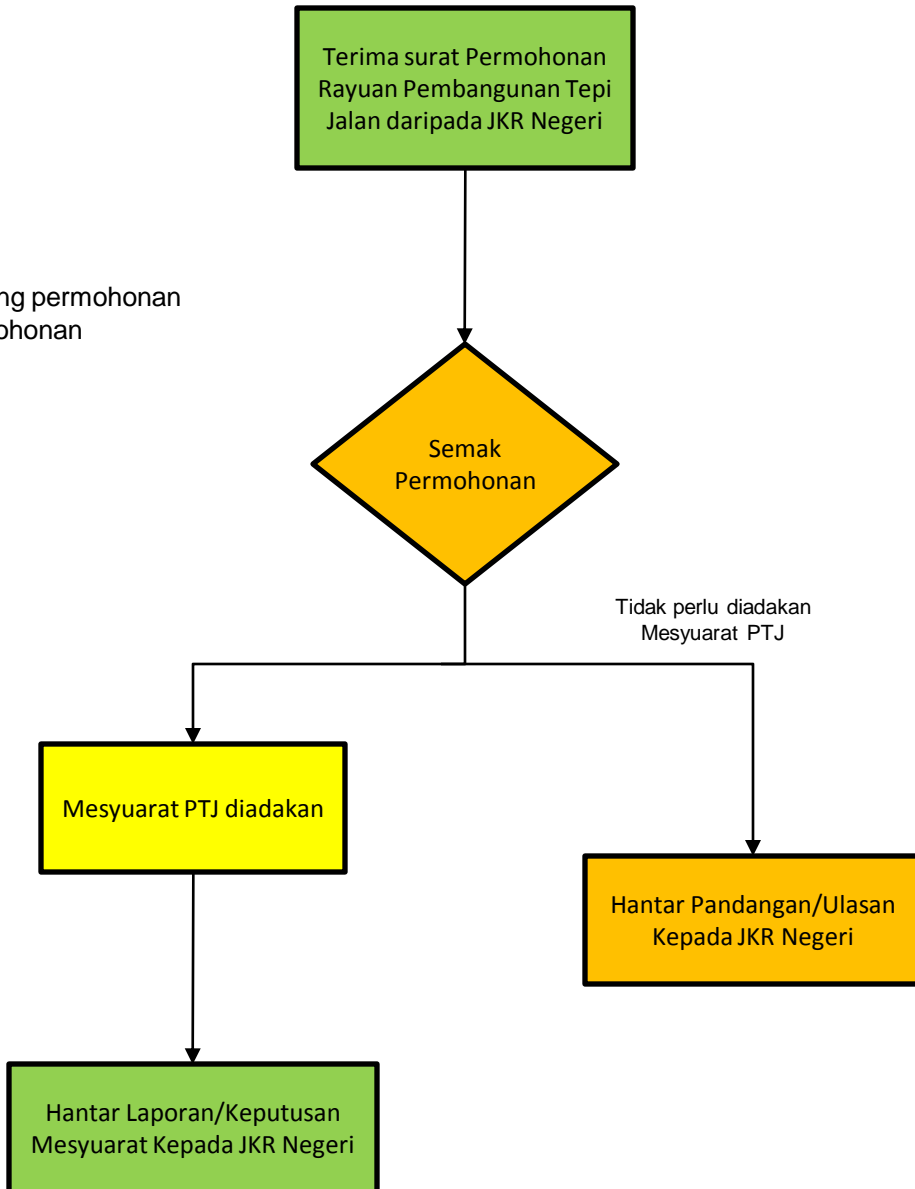 Terima surat Permohonan
Rayuan Pembangunan Tepi
Jalan daripada JKR Negeri
permohonan
Semak
Permohonan
Tidak perlu diadakan
Mesyuarat PTJ
Mesyuarat PTJ diadakan
Hantar Pandangan/Ulasan
Kepada JKR Negeri
Hantar Laporan/Keputusan
Mesyuarat Kepada JKR Negeri